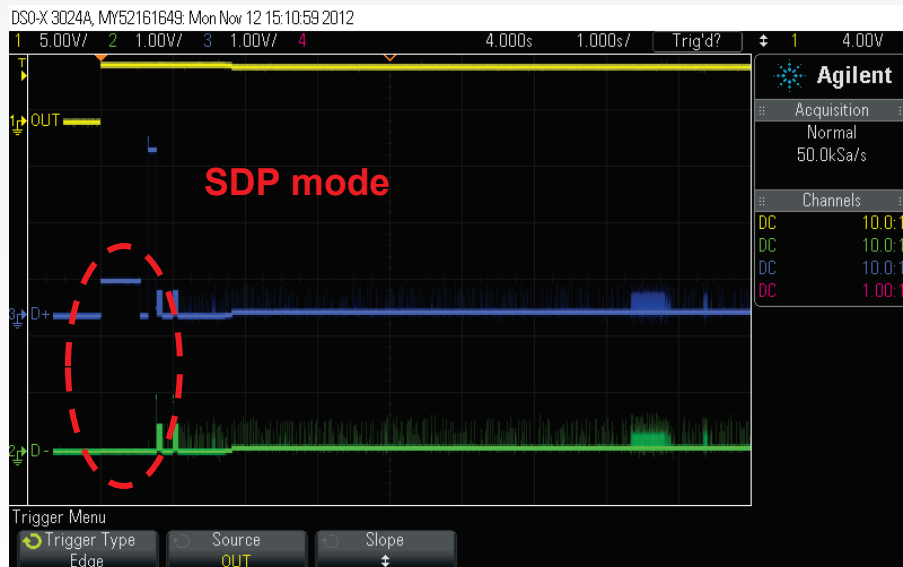 DSO-X 3024A, MY52161649: Mon Nov 12 15:10:59 2012
1 5.00V/ 2 1.00V/ 3 1.00V/ 4 4.000s 1.000s/ Trig'd? 1 4.00V
T
Agilent
Acquisition
Normal
50.0kSa/s
1 OUT
SDP mode
Channels
DC 10.0:1
DC 10.0:1
DC 10.0:1
DC 1.00:1
3 D+
2 D-
Trigger Menu
Trigger Type Source Slope
Edge OUT